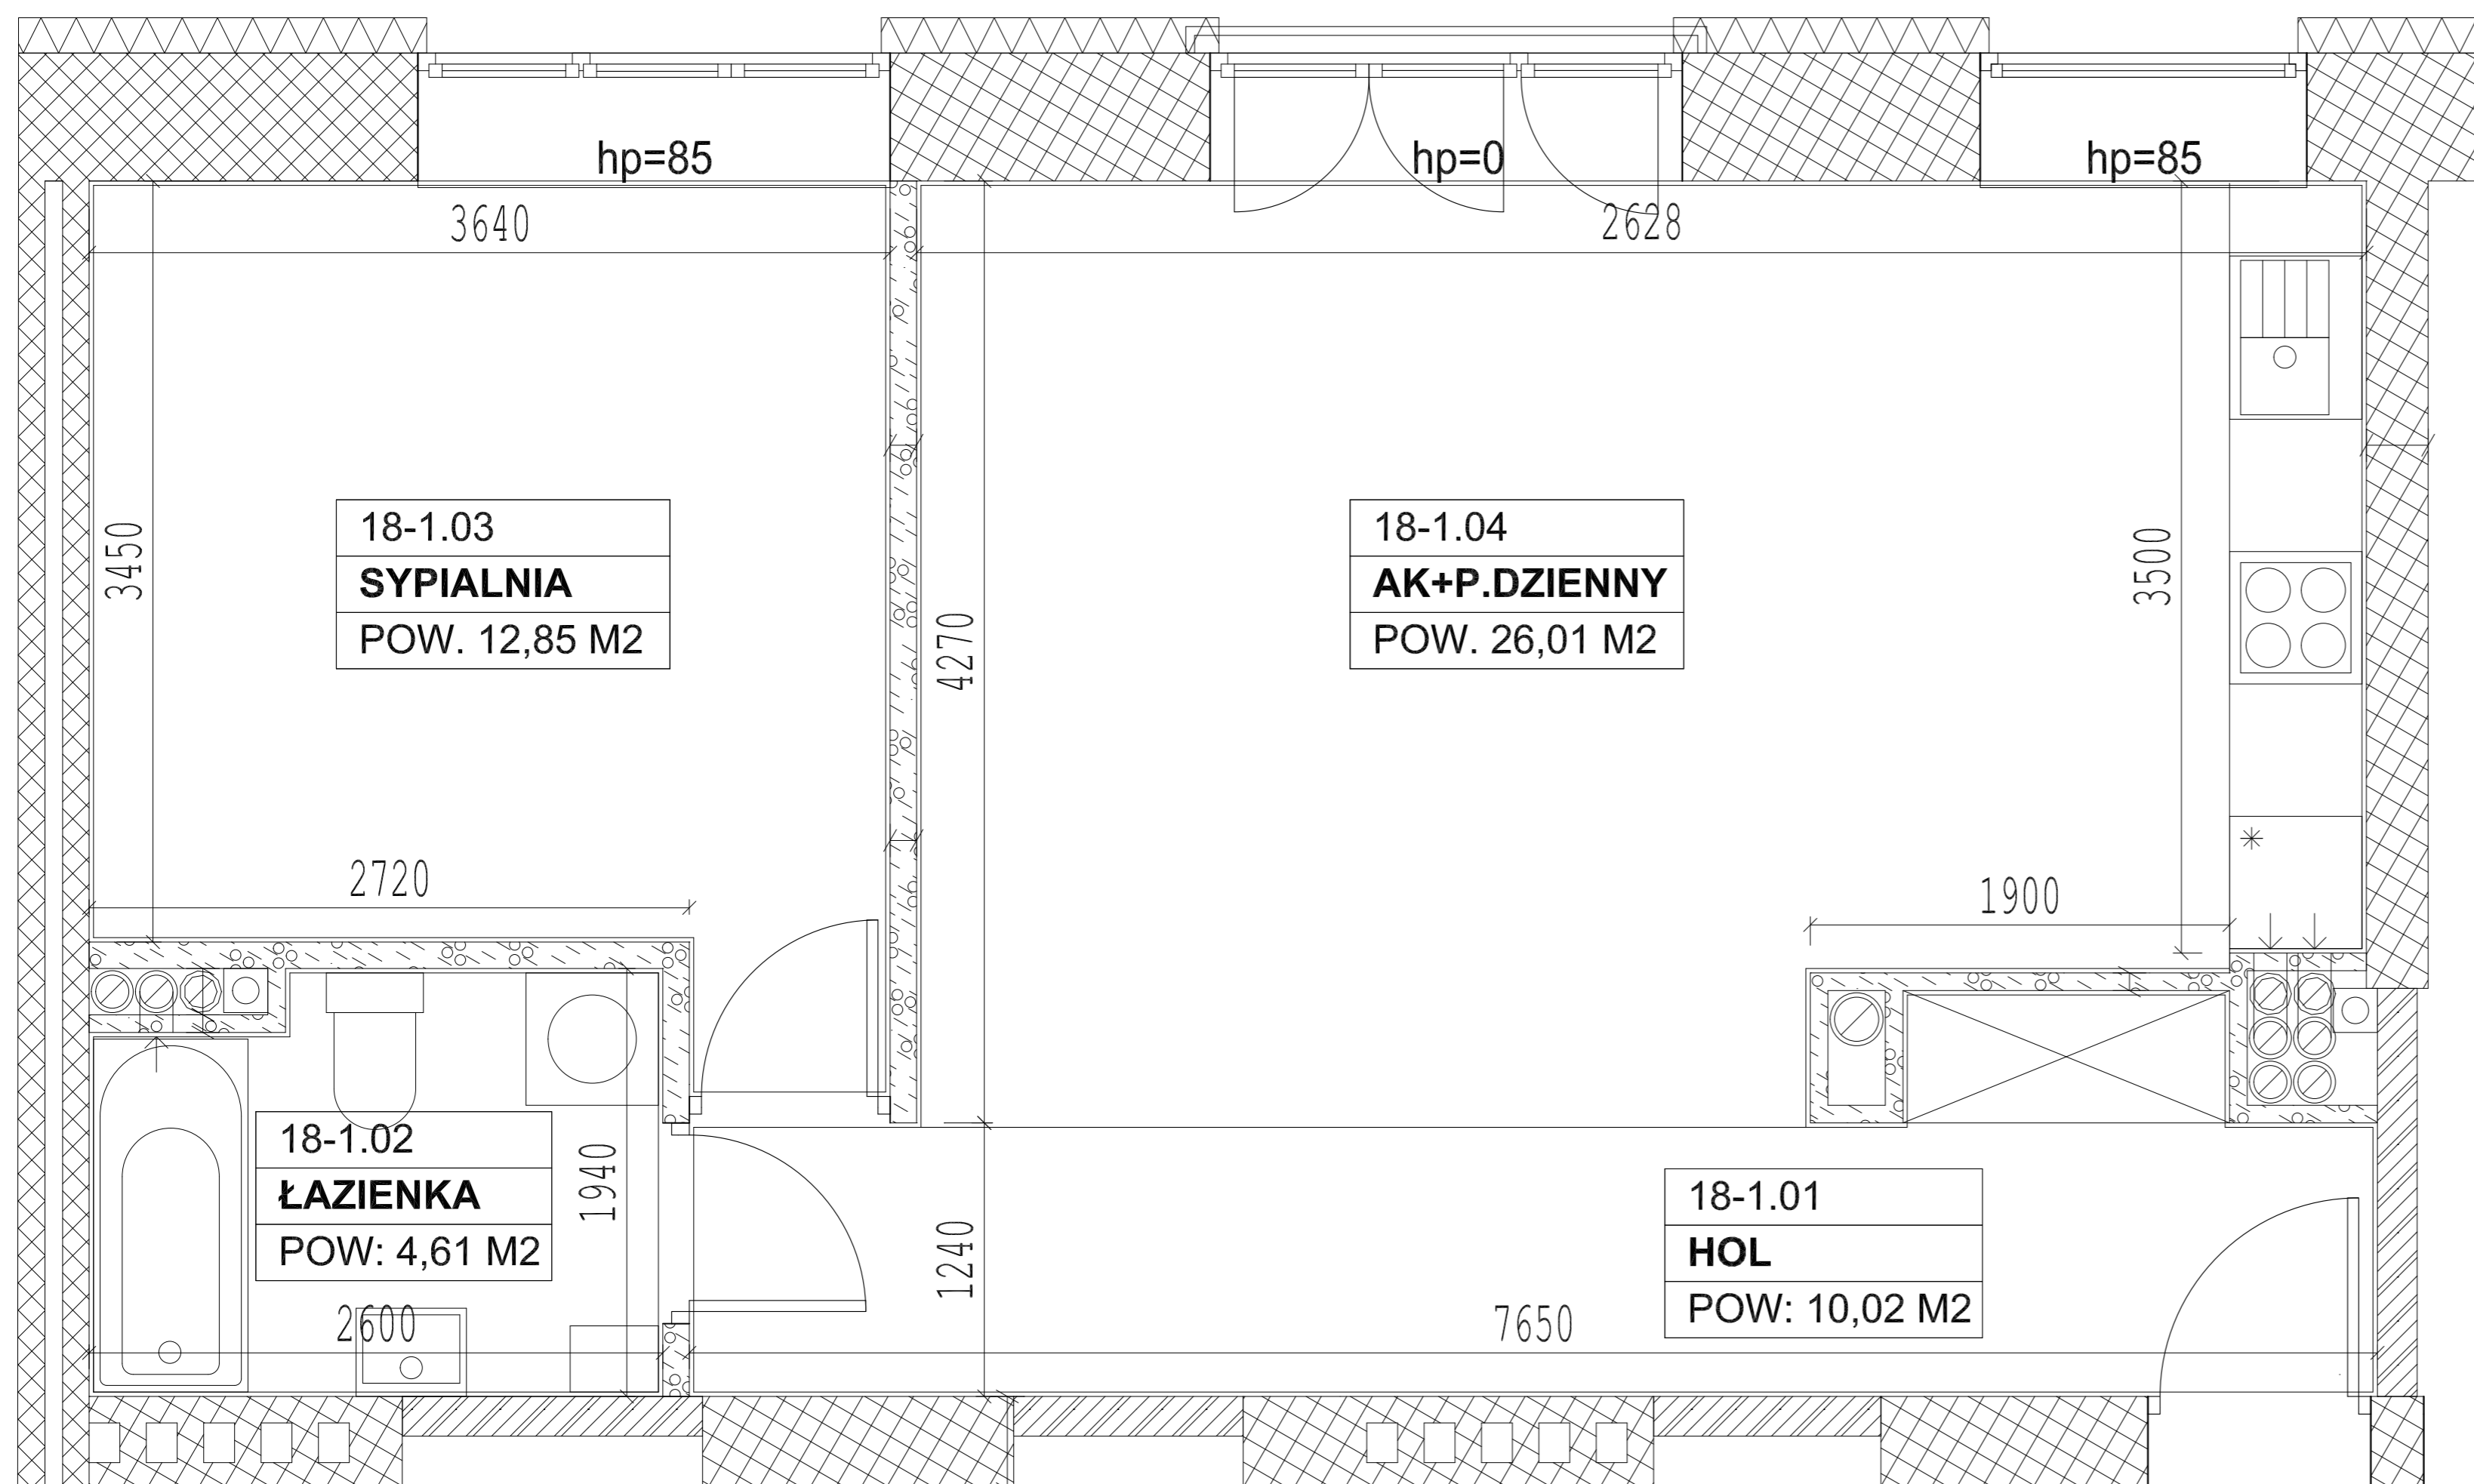 hp=85
hp=0
hp=85
3640
2628
3450
18-1.03
SYPIALNIA
POW. 12,85 M2
18-1.04
AK+P.DZIENNY
POW. 26,01 M2
3500
4270
2720
1900
18-1.02
ŁAZIENKA
POW: 4,61 M2
1940
2600
1240
18-1.01
HOL
POW: 10,02 M2
7650